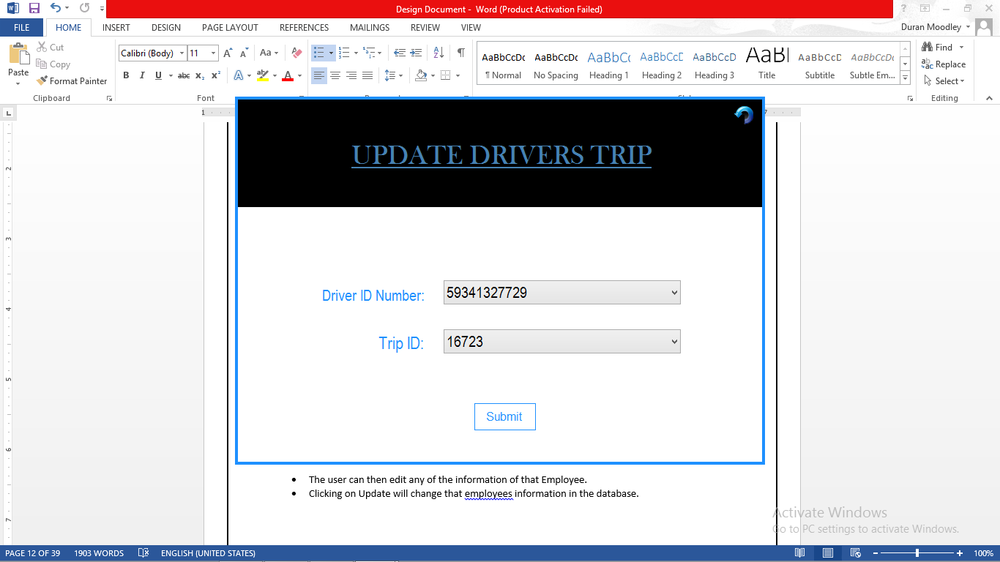 Design Document - Word (Product Activation Failed)
FILE HOME INSERT DESIGN PAGE LAYOUT REFERENCES MAILINGS REVIEW VIEW Duran Moodley
Paste
Cut
Copy
Format Painter
Clipboard
Calibri (Body) 11
Font
AaBbCcDc AaBbCcDc AaBbCc AaBbCcD AaBbCcD AaBl AaBbCcD AaBbCcDc
¶ Normal No Spacing Heading 1 Heading 2 Heading 3 Title Subtitle Subtle Em...
Find
Replace
Select
Editing
UPDATE DRIVERS TRIP
Driver ID Number: 59341327729
Trip ID: 16723
Submit
• The user can then edit any of the information of that Employee.
• Clicking on Update will change that employees information in the database.
Activate Windows
Go to PC settings to activate Windows.
PAGE 12 OF 39 1903 WORDS ENGLISH (UNITED STATES) 100%